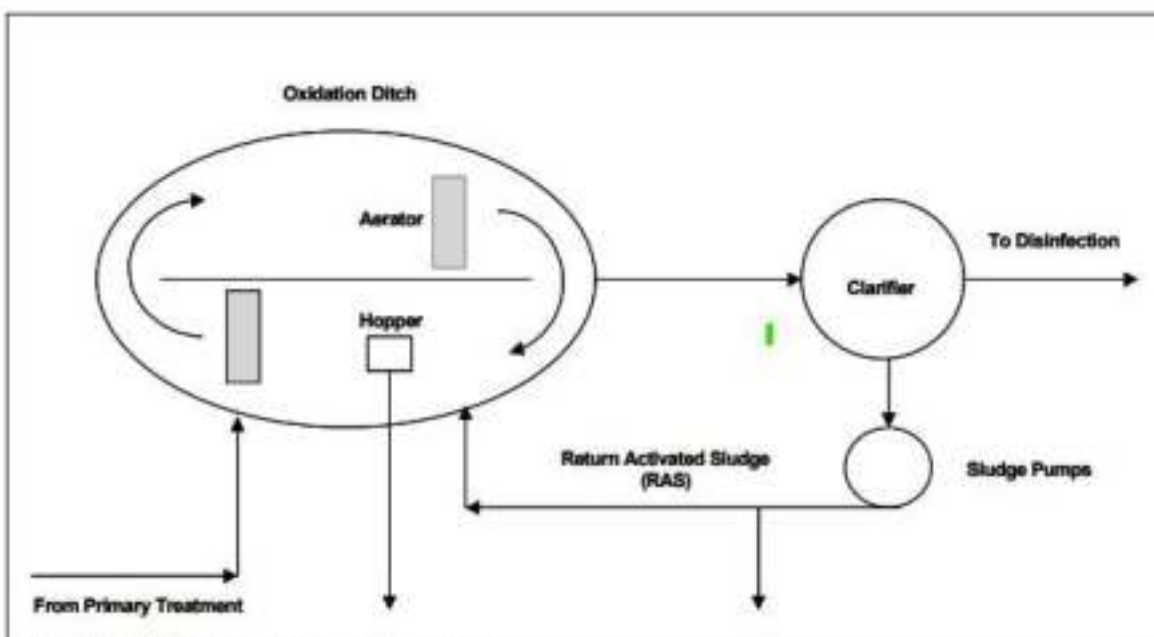 Oxidation Ditch
Aerator
To Disinfection
Clarifier
Hopper
Return Activated Sludge
(RAS)
Sludge Pumps
From Primary Treatment